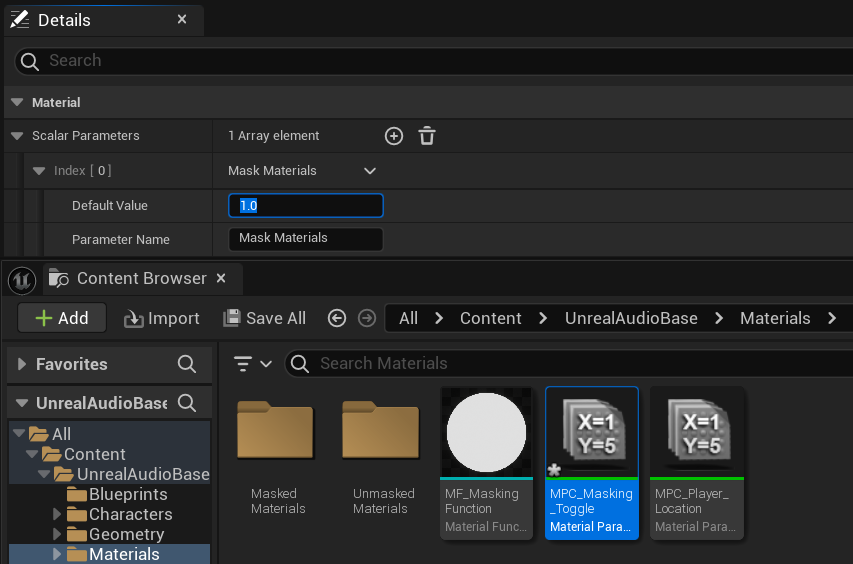 Details
Search
Material
Scalar Parameters
1 Array element
Index [ 0 ]
Mask Materials
Default Value
1.0
Parameter Name
Mask Materials
Content Browser
Add
Import
Save All
All
Content
UnrealAudioBase
Materials
Favorites
Search Materials
UnrealAudioBase
All
Content
UnrealAudioBase
Blueprints
Characters
Geometry
Materials
Masked
Materials
Unmasked
Materials
MF_Masking
Function
Material Func...
X=1
Y=5
MPC_Masking
_Toggle
Material Para...
X=1
Y=5
MPC_Player_
Location
Material Para...